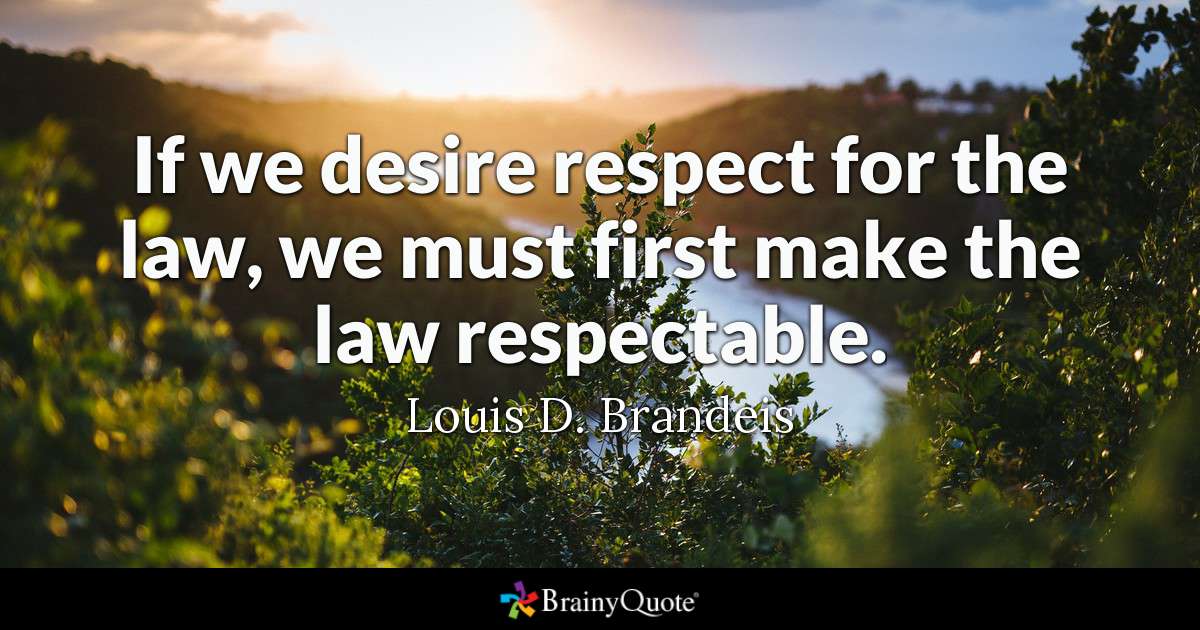 If we desire respect for the
law, we must first make the
law respectable.
Louis D. Brandeis
BrainyQuote®